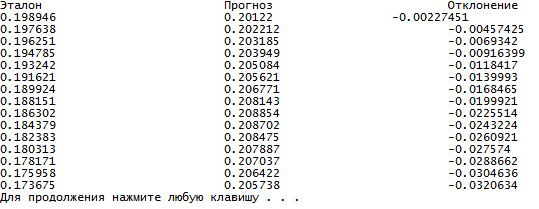 Эталон Прогноз Отклонение
0.198946 0.20122 -0.00227451
0.197638 0.202212 -0.00457425
0.196251 0.203185 -0.0069342
0.194785 0.203949 -0.00916399
0.193242 0.205084 -0.0118417
0.191621 0.205621 -0.0139993
0.189924 0.206771 -0.0168465
0.188151 0.208143 -0.0199921
0.186302 0.208854 -0.0225514
0.184379 0.208702 -0.0243224
0.182383 0.208475 -0.0260921
0.180313 0.207887 -0.027574
0.178171 0.207037 -0.0288662
0.175958 0.206422 -0.0304636
0.173675 0.205738 -0.0320634
Для продолжения нажмите любую клавишу . . .